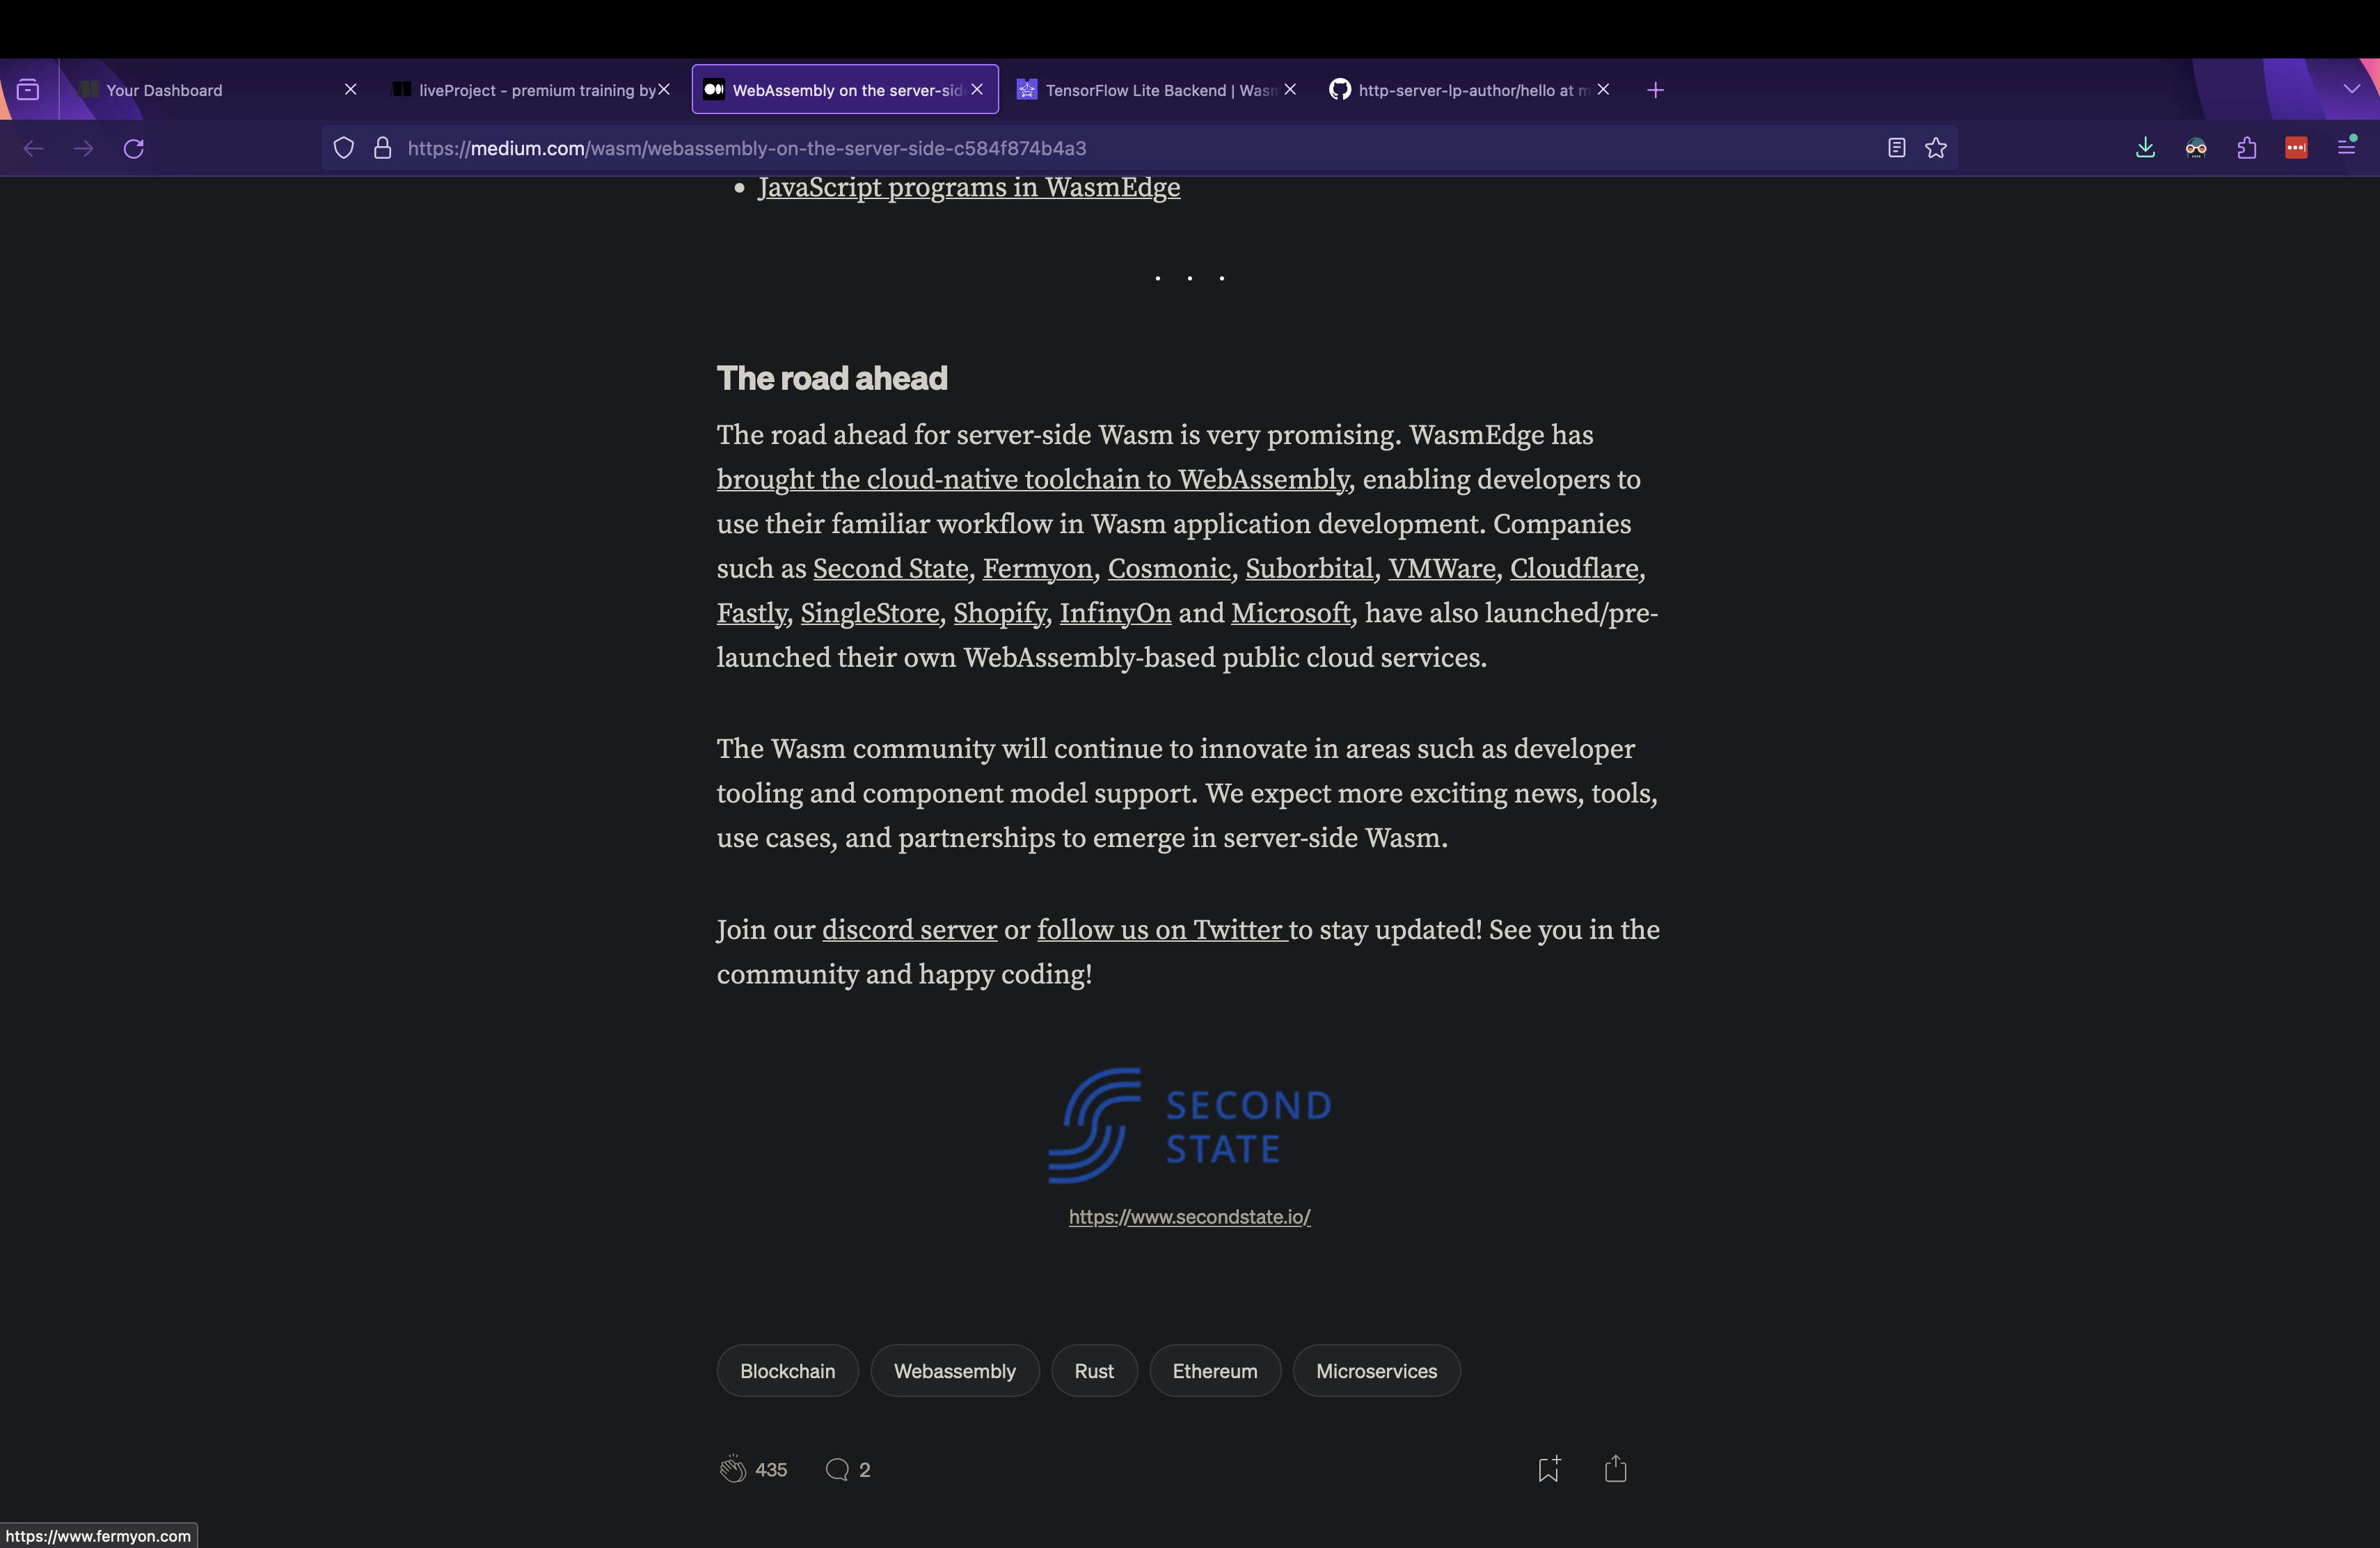 Your Dashboard
liveProject - premium training by
WebAssembly on the server-sid
TensorFlow Lite Backend | Wasm
http-server-lp-author/hello at m
https://medium.com/wasm/webassembly-on-the-server-side-c584f874b4a3
JavaScript programs in WasmEdge
. . .
The road ahead
The road ahead for server-side Wasm is very promising. WasmEdge has
brought the cloud-native toolchain to WebAssembly, enabling developers to
use their familiar workflow in Wasm application development. Companies
such as Second State, Fermyon, Cosmonic, Suborbital, VMWare, Cloudflare,
Fastly, SingleStore, Shopify, InfinyOn and Microsoft, have also launched/pre-
launched their own WebAssembly-based public cloud services.
The Wasm community will continue to innovate in areas such as developer
tooling and component model support. We expect more exciting news, tools,
use cases, and partnerships to emerge in server-side Wasm.
Join our discord server or follow us on Twitter to stay updated! See you in the
community and happy coding!
SECOND
STATE
https://www.secondstate.io/
Blockchain Webassembly Rust Ethereum Microservices
435 2
https://www.fermyon.com